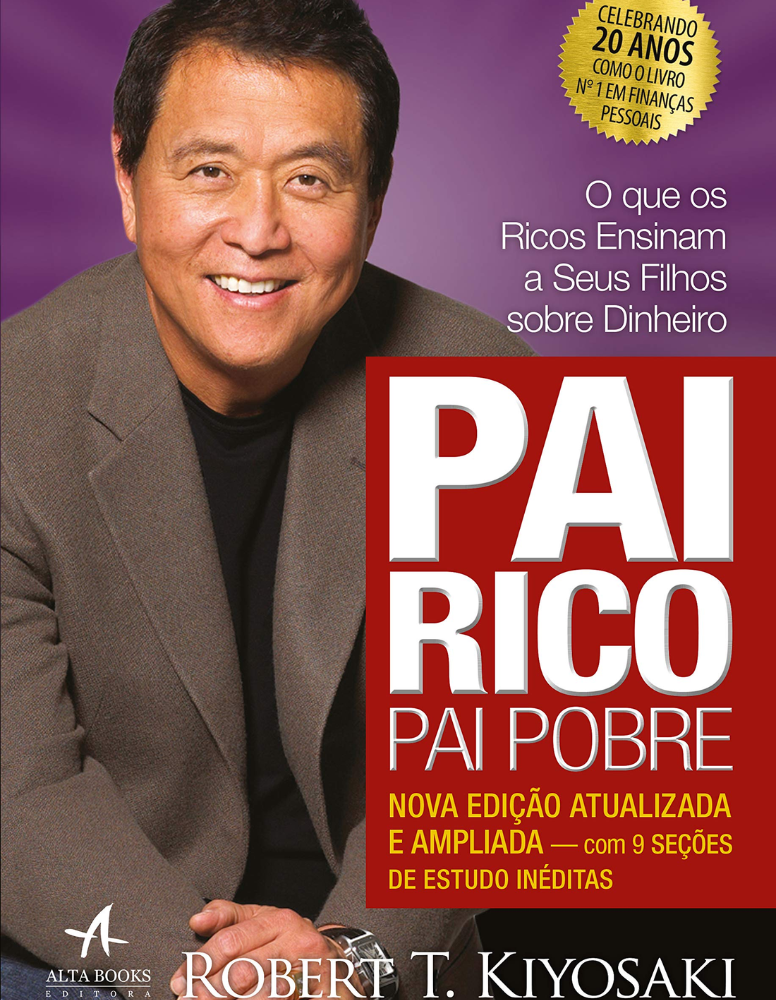 CELEBRANDO
20 ANOS
COMO O LIVRO
Nº 1 EM FINANÇAS
PESSOAIS
O que os
Ricos Ensinam
a Seus Filhos
sobre Dinheiro
PAI
RICO
PAI POBRE
NOVA EDIÇÃO ATUALIZADA
E AMPLIADA — com 9 SEÇÕES
DE ESTUDO INÉDITAS
ALTA BOOKS
EDITORA
ROBERT T. KIYOSAKI